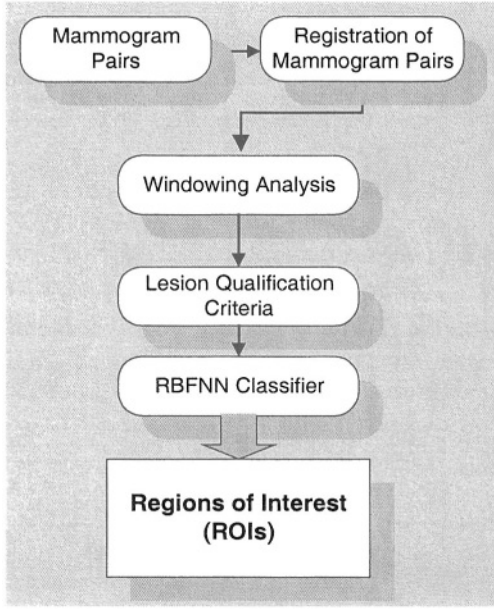 Mammogram
Pairs
Registration of
Mammogram Pairs
Windowing Analysis
Lesion Qualification
Criteria
RBFNN Classifier
Regions of Interest
(ROIs)